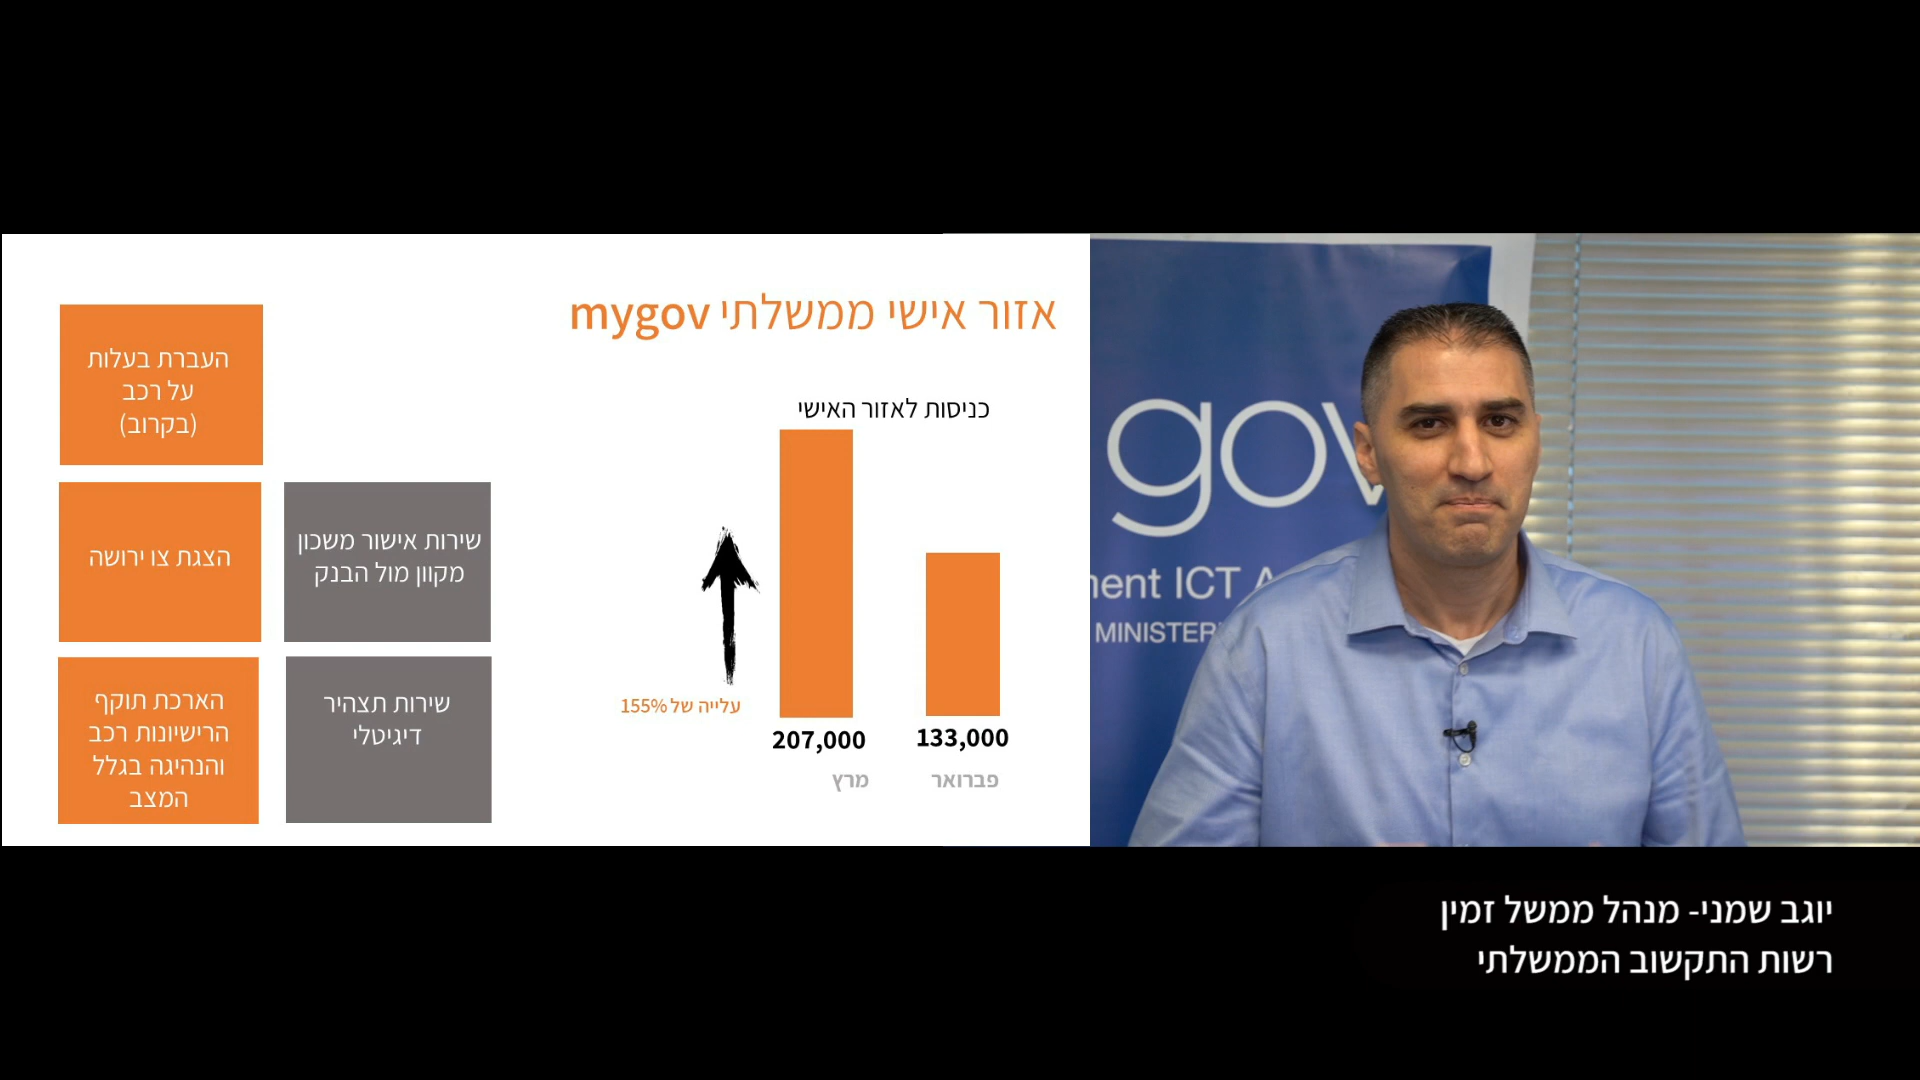 אזור אישי ממשלתי mygov
כניסות לאזור האישי
עלייה של 155%
133,000
207,000
פברואר
מרץ
העברת בעלות
על רכב
(בקרוב)
שירות אישור משכון
מקוון מול הבנק
הצגת צו ירושה
שירות תצהיר
דיגיטלי
הארכת תוקף
הרישיונות רכב
והנהיגה בגלל
המצב
gov
ment ICT A
MINISTER
יוגב שמני- מנהל ממשל זמין
רשות התקשוב הממשלתי